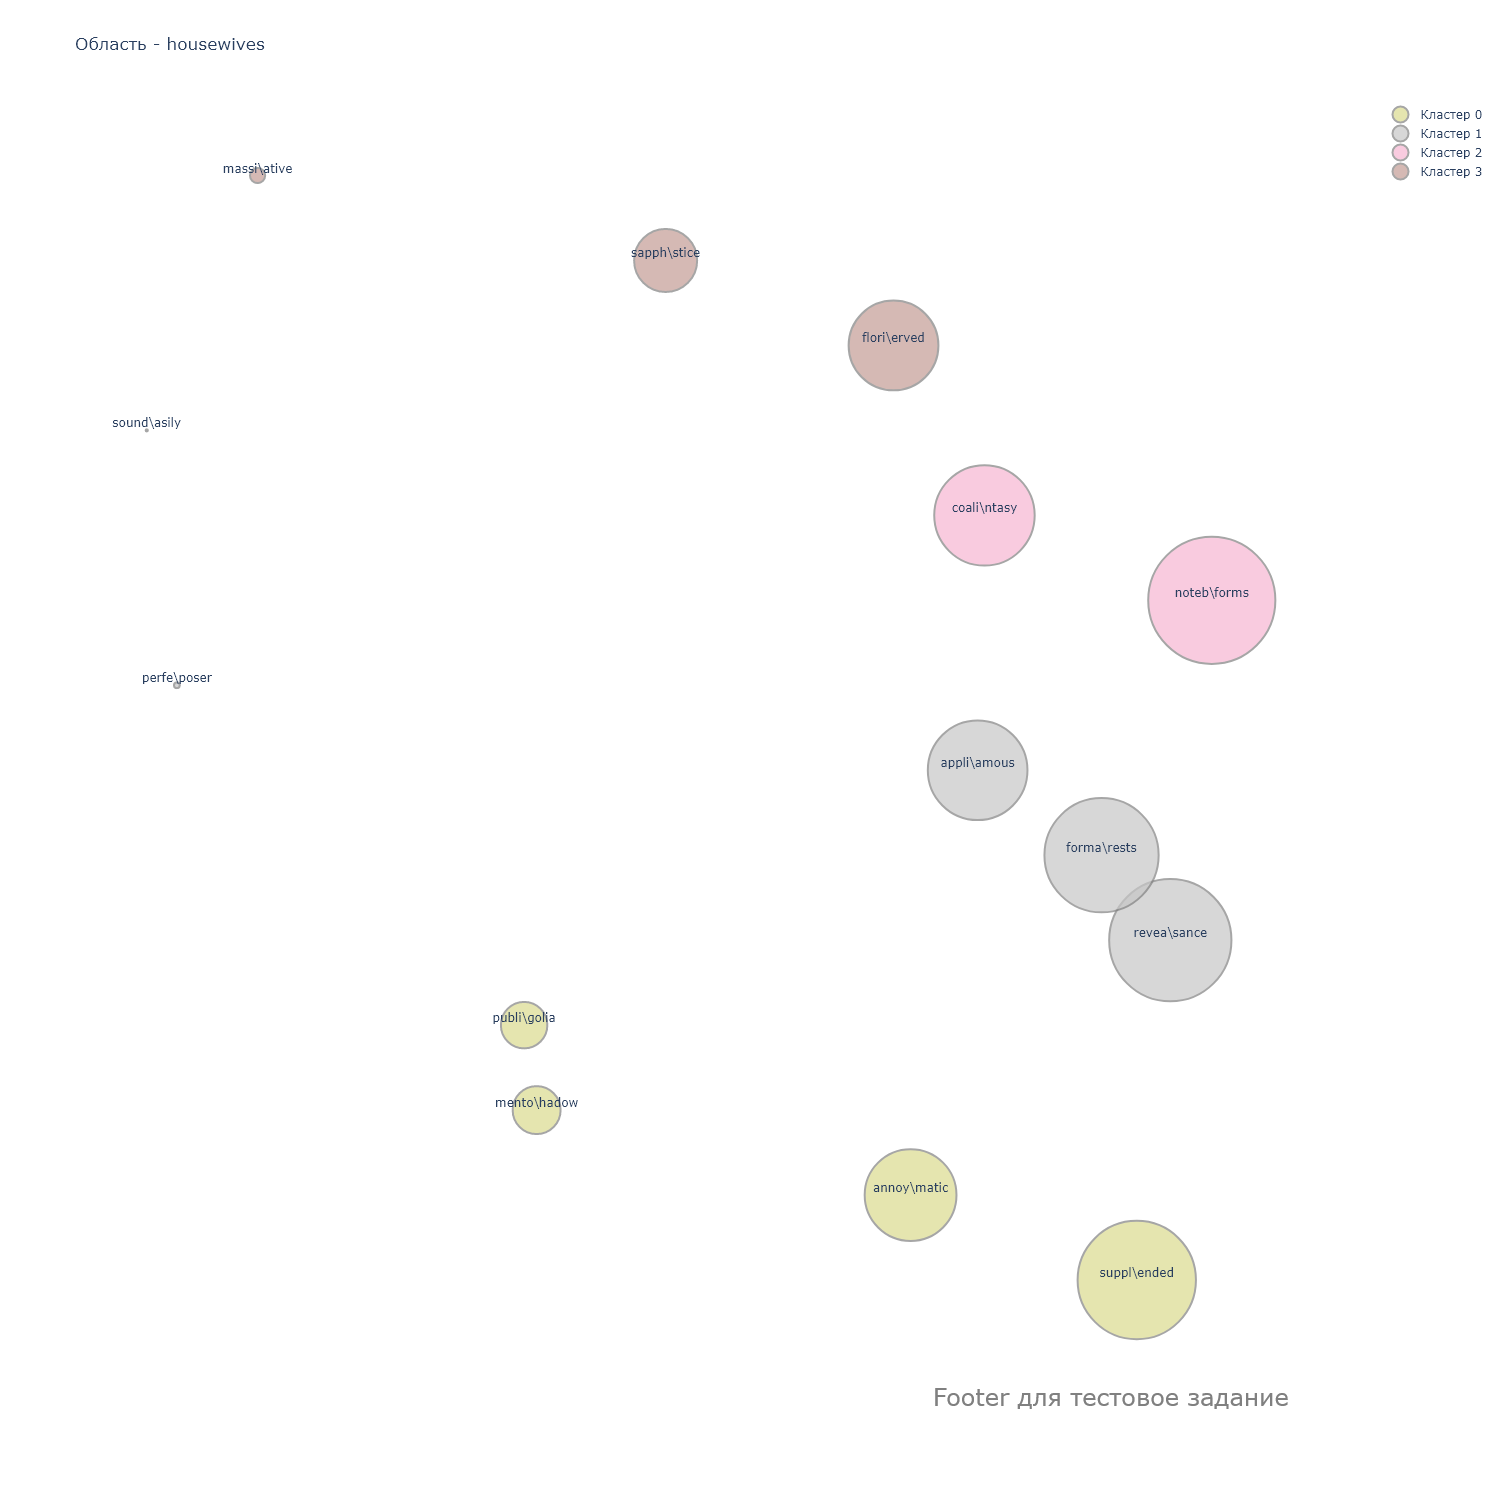 Область - housewives
Кластер 0
Кластер 1
Кластер 2
Кластер 3
massi\ative
sapph\stice
flori\erved
sound\asily
coali\ntasy
noteb\forms
perfe\poser
appli\amous
forma\rests
revea\sance
publi\golia
mento\hadow
annoy\matic
suppl\ended
Footer для тестовое задание